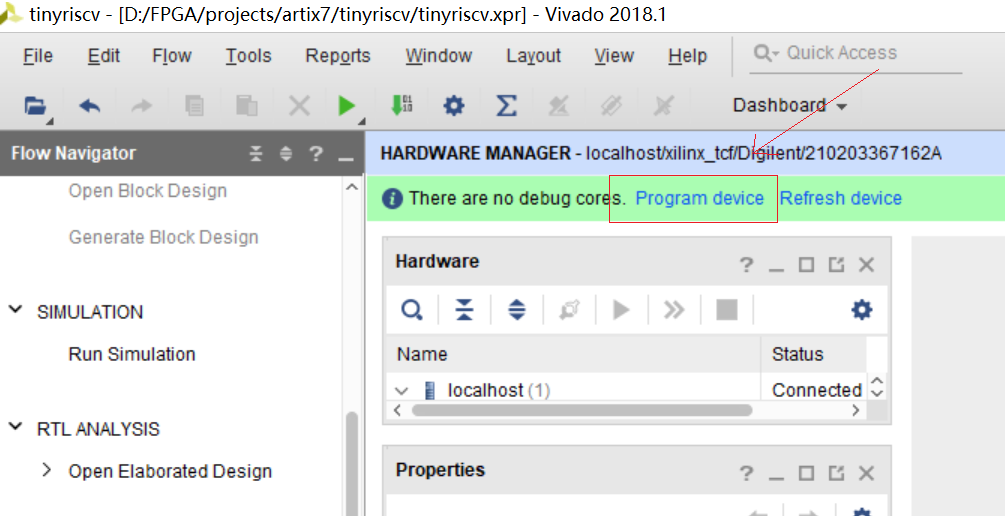 tinyriscv - [D:/FPGA/projects/artix7/tinyriscv/tinyriscv.xpr] - Vivado 2018.1
File Edit Flow Tools Reports Window Layout View Help Quick Access
Dashboard
Flow Navigator
HARDWARE MANAGER - localhost/xilinx_tcf/Digilent/210203367162A
There are no debug cores. Program device Refresh device
Open Block Design
Generate Block Design
SIMULATION
Run Simulation
RTL ANALYSIS
Open Elaborated Design
Hardware
Name Status
localhost (1) Connected
Properties